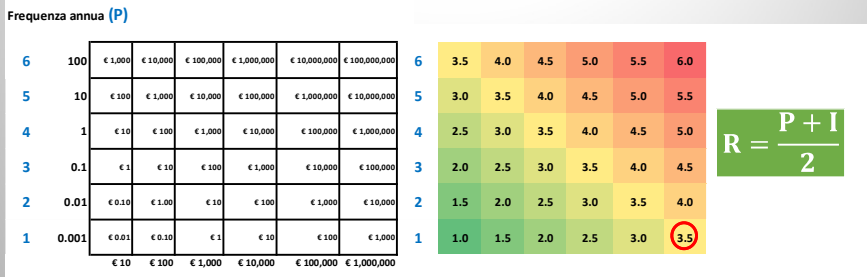 Frequenza annua (P)
6 100 € 1,000 € 10,000 € 100,000 € 1,000,000 € 10,000,000 € 100,000,000 6 3.5 4.0 4.5 5.0 5.5 6.0
5 10 € 100 € 1,000 € 10,000 € 100,000 € 1,000,000 € 10,000,000 5 3.0 3.5 4.0 4.5 5.0 5.5
4 1 € 10 € 100 € 1,000 € 10,000 € 100,000 € 1,000,000 4 2.5 3.0 3.5 4.0 4.5 5.0
3 0.1 € 1 € 10 € 100 € 1,000 € 10,000 € 100,000 3 2.0 2.5 3.0 3.5 4.0 4.5
2 0.01 € 0.10 € 1.00 € 10 € 100 € 1,000 € 10,000 2 1.5 2.0 2.5 3.0 3.5 4.0
1 0.001 € 0.01 € 0.10 € 1 € 10 € 100 € 1,000 1 1.0 1.5 2.0 2.5 3.0 3.5
€ 10 € 100 € 1,000 € 10,000 € 100,000 € 1,000,000
R = P + I
2